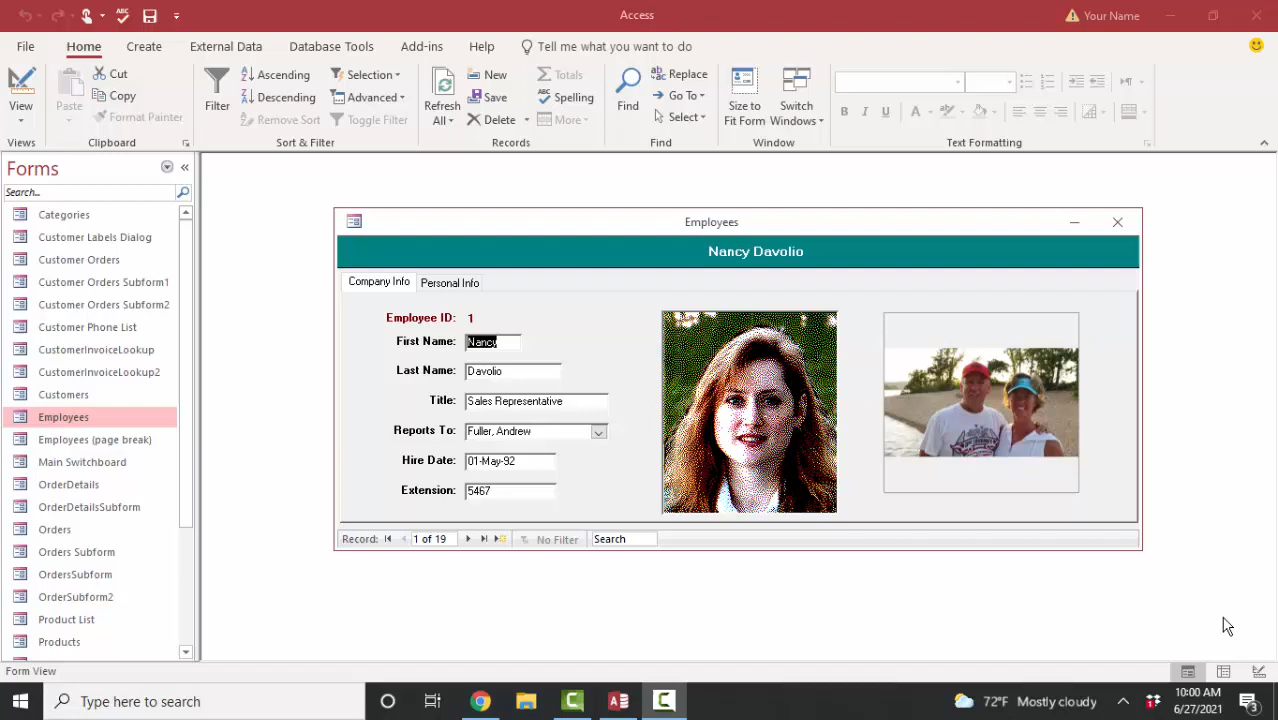 Access
Your Name
File Home Create External Data Database Tools Add-ins Help Tell me what you want to do
View
Views
Paste
Cut
Copy
Format Painter
Clipboard
Filter
Ascending
Descending
Remove Sort
Selection
Advanced
Toggle Filter
Sort & Filter
Refresh
All
New
Save
Delete
Totals
Spelling
More
Records
Find
Replace
Go To
Select
Find
Size to
Fit Form
Switch
Windows
Window
B I U A
Text Formatting
Forms
Search...
Categories
Customer Labels Dialog
Customer Orders
Customer Orders Subform1
Customer Orders Subform2
Customer Phone List
CustomerInvoiceLookup
CustomerInvoiceLookup2
Customers
Employees
Employees (page break)
Main Switchboard
OrderDetails
OrderDetailsSubform
Orders
Orders Subform
OrdersSubform
OrderSubform2
Product List
Products
Employees
Nancy Davolio
Company Info Personal Info
Employee ID: 1
First Name: Nancy
Last Name: Davolio
Title: Sales Representative
Reports To: Fuller, Andrew
Hire Date: 01-May-92
Extension: 5467
Record: 1 of 19 No Filter Search
Form View
Type here to search
72°F Mostly cloudy
10:00 AM
6/27/2021
3